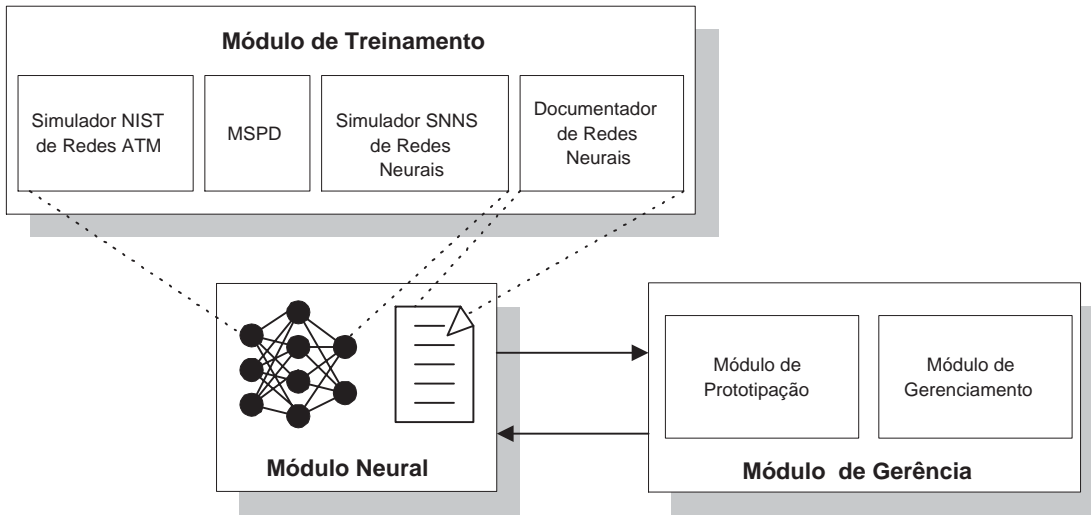 Módulo de Treinamento
Simulador NIST
de Redes ATM
MSPD
Simulador SNNS
de Redes
Neurais
Documentador
de Redes
Neurais
Módulo Neural
Módulo de
Prototipação
Módulo de
Gerenciamento
Módulo de Gerência